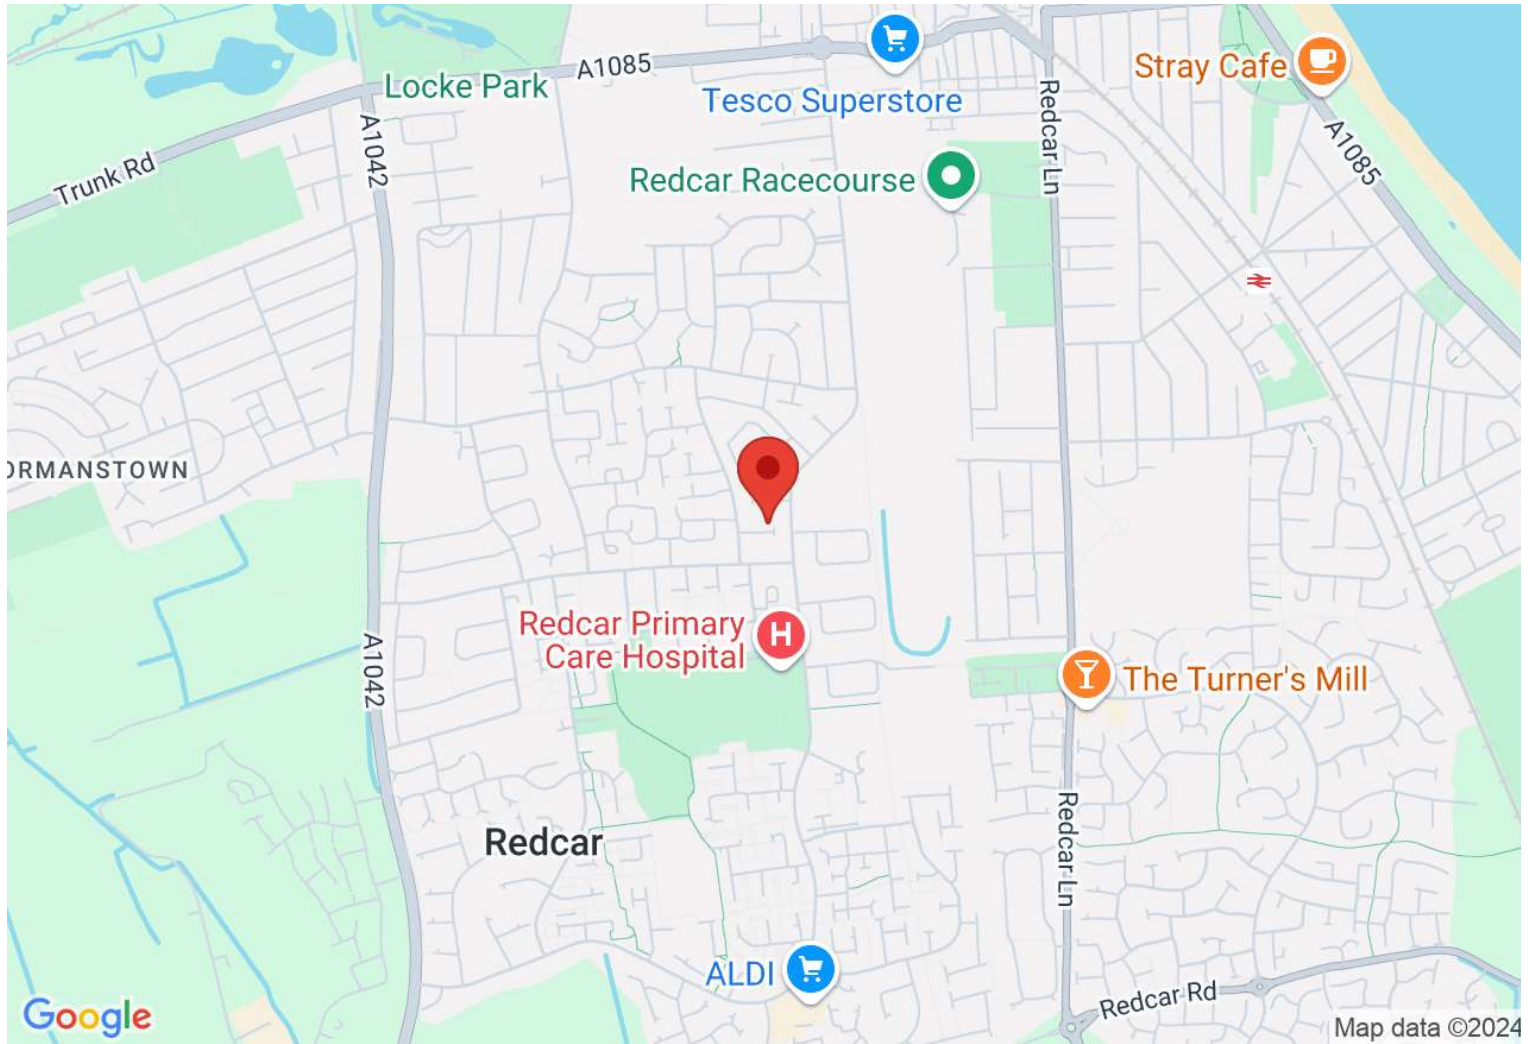 A1085
Locke Park
Tesco Superstore
Stray Cafe
Redcar Ln
A1085
A1042
Trunk Rd
Redcar Racecourse
ORMANSTOWN
Redcar Primary
Care Hospital
H
A1042
The Turner's Mill
Redcar
Redcar Ln
ALDI
Redcar Rd
Google
Map data ©2024